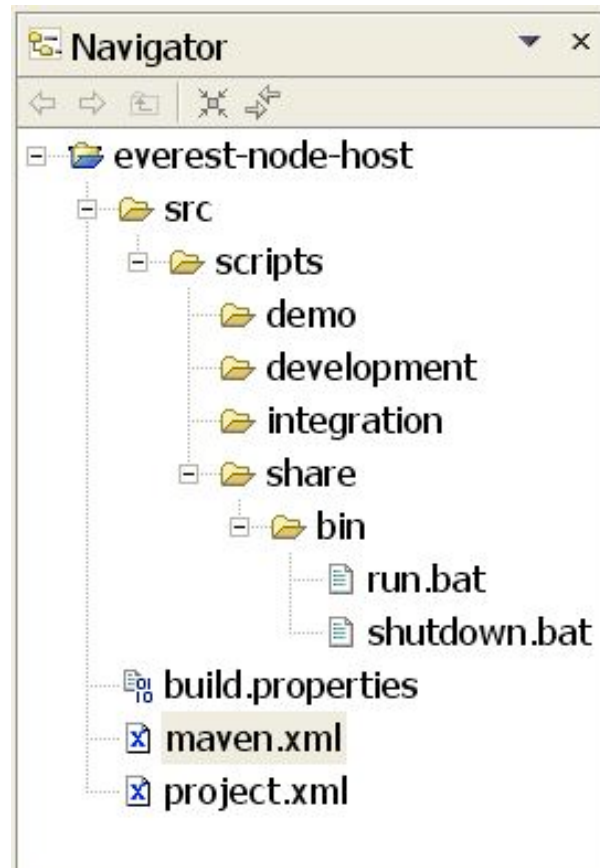 Navigator
everest-node-host
src
scripts
demo
development
integration
share
bin
run.bat
shutdown.bat
build.properties
maven.xml
project.xml